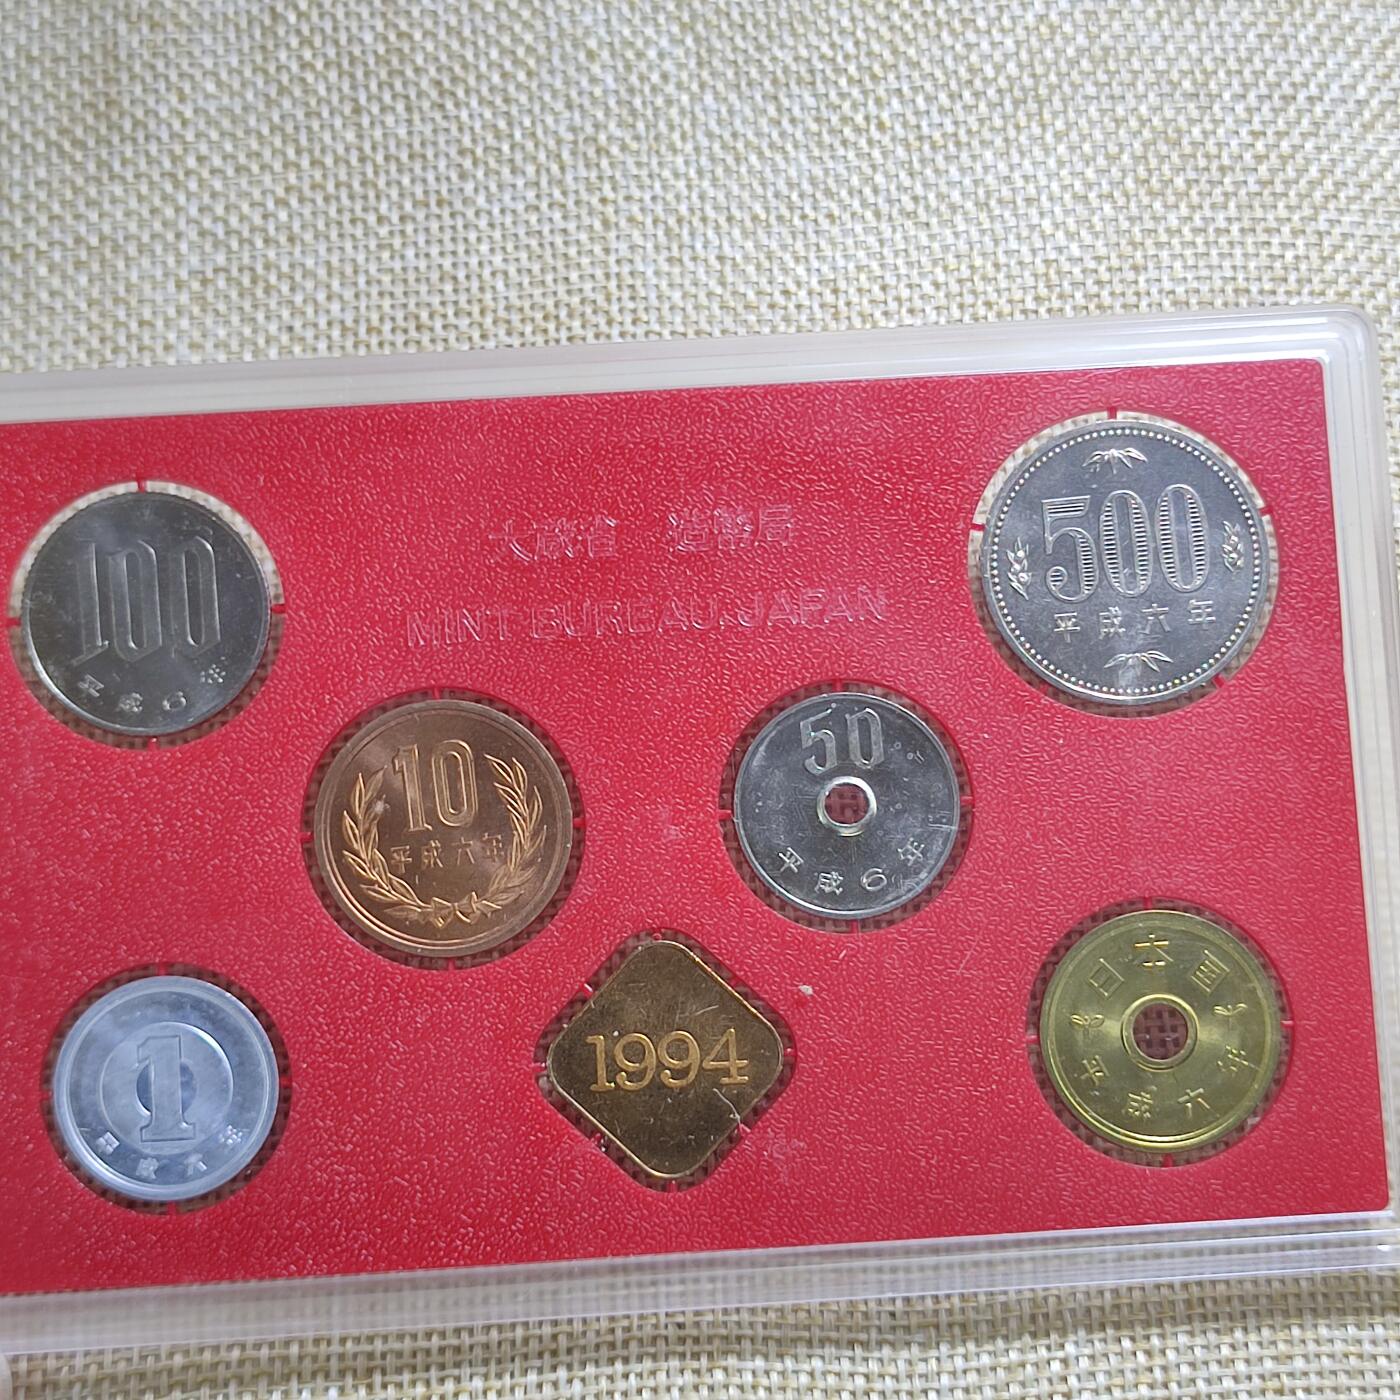 大蔵省 造幣局
MINT BUREAU, JAPAN
100
平成6年
500
平成六年
10
平成六年
50
平成6年
1
平成六年
1994
日本国
平成六年